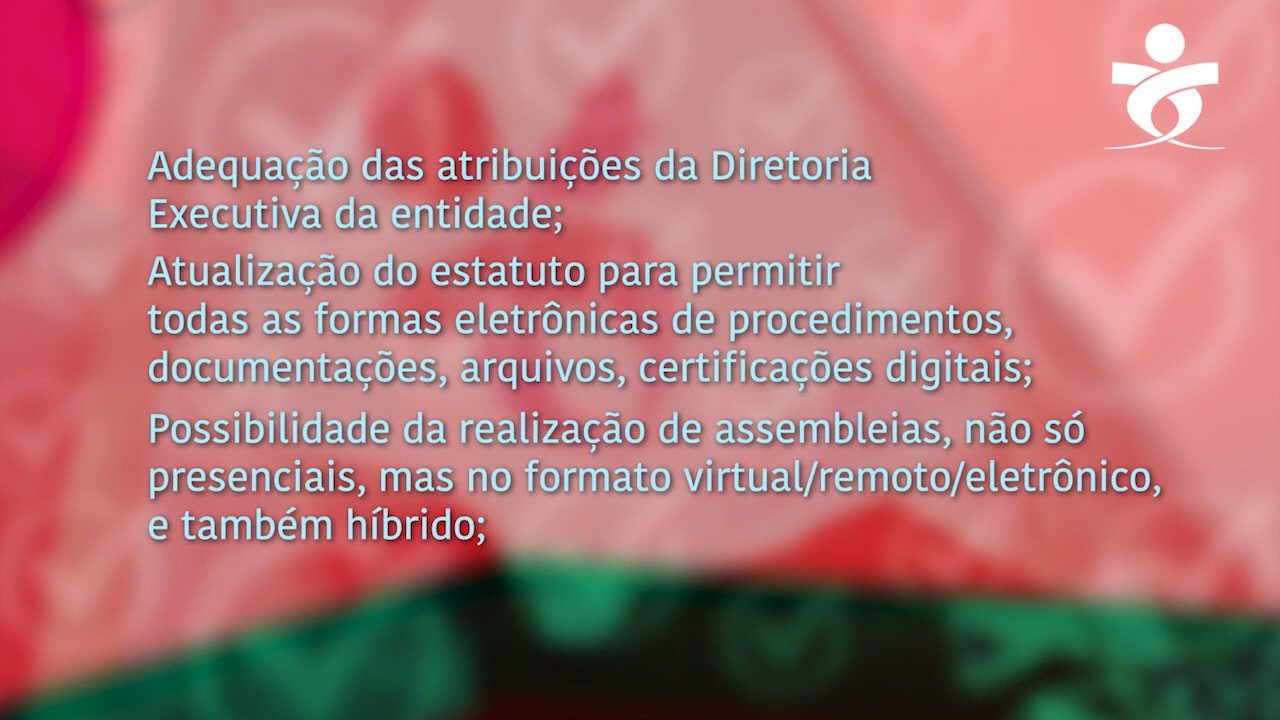 Adequação das atribuições da Diretoria
Executiva da entidade;
Atualização do estatuto para permitir
todas as formas eletrônicas de procedimentos,
documentações, arquivos, certificações digitais;
Possibilidade da realização de assembleias, não só
presenciais, mas no formato virtual/remoto/eletrônico,
e também híbrido;